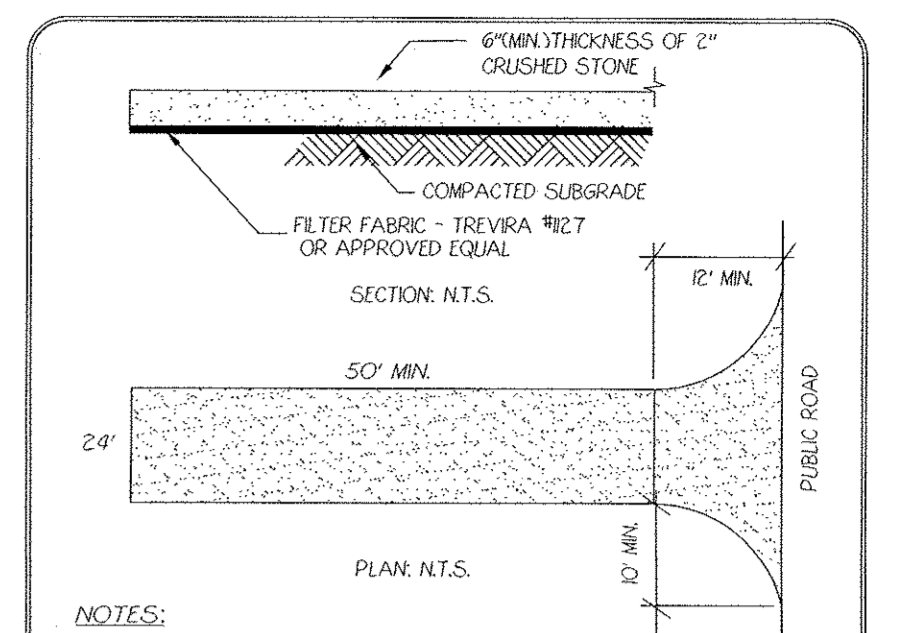 6"(MIN.)THICKNESS OF 2"
CRUSHED STONE
COMPACTED SUBGRADE
FILTER FABRIC - TREVIRA #1127
OR APPROVED EQUAL
SECTION: N.T.S.
12' MIN.
50' MIN.
24'
PUBLIC ROAD
10' MIN.
PLAN: N.T.S.
NOTES: